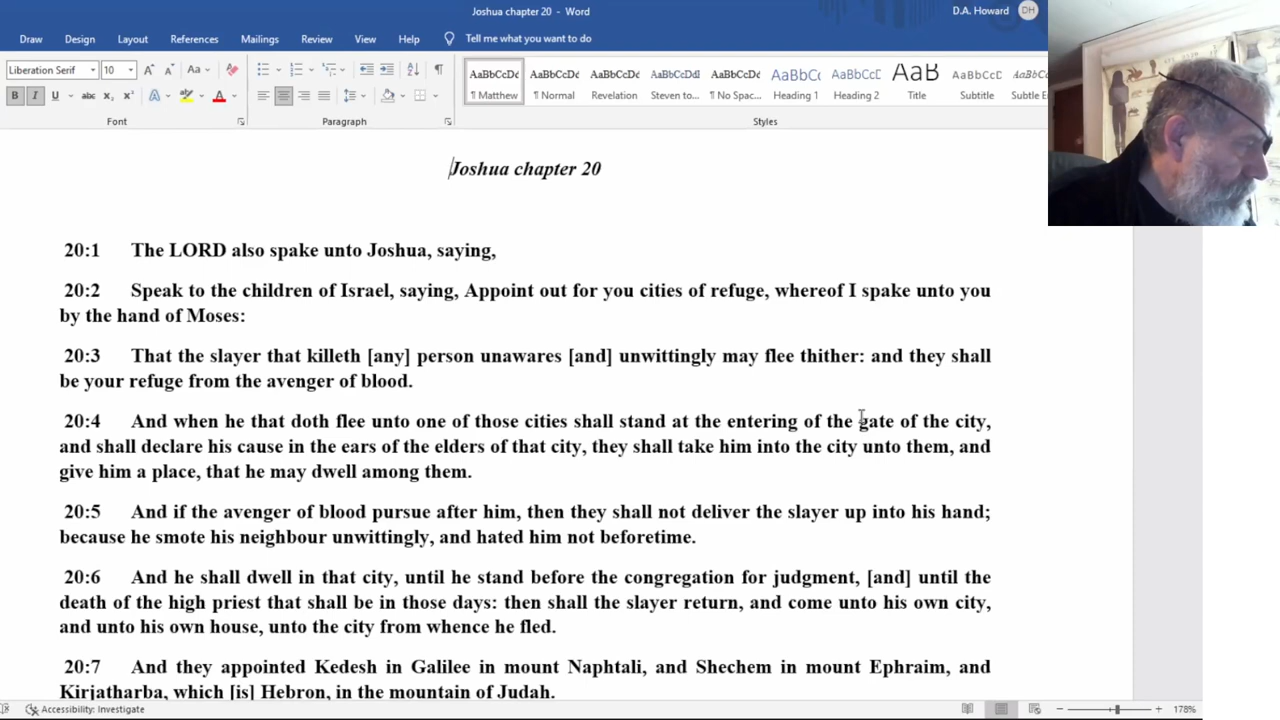 Joshua chapter 20 - Word
D.A. Howard
DH
Draw Design Layout References Mailings Review View Help Tell me what you want to do
Liberation Serif 10 Aa
B I U abc x₂ x² A A
AaBbCcDc AaBbCcDc AaBbCcDc AaBbCcDdI AaBbCcDc AaBbC AaBbCcD AaB AaBbCcD AaBbCcD
¶ Matthew ¶ Normal Revelation Steven to... ¶ No Spac... Heading 1 Heading 2 Title Subtitle Subtle E
Font Paragraph Styles
Joshua chapter 20
20:1 The LORD also spake unto Joshua, saying,
20:2 Speak to the children of Israel, saying, Appoint out for you cities of refuge, whereof I spake unto you
by the hand of Moses:
20:3 That the slayer that killeth [any] person unawares [and] unwittingly may flee thither: and they shall
be your refuge from the avenger of blood.
20:4 And when he that doth flee unto one of those cities shall stand at the entering of the gate of the city,
and shall declare his cause in the ears of the elders of that city, they shall take him into the city unto them, and
give him a place, that he may dwell among them.
20:5 And if the avenger of blood pursue after him, then they shall not deliver the slayer up into his hand;
because he smote his neighbour unwittingly, and hated him not beforetime.
20:6 And he shall dwell in that city, until he stand before the congregation for judgment, [and] until the
death of the high priest that shall be in those days: then shall the slayer return, and come unto his own city,
and unto his own house, unto the city from whence he fled.
20:7 And they appointed Kedesh in Galilee in mount Naphtali, and Shechem in mount Ephraim, and
Kirjatharba, which [is] Hebron, in the mountain of Judah.
Accessibility: Investigate
178%